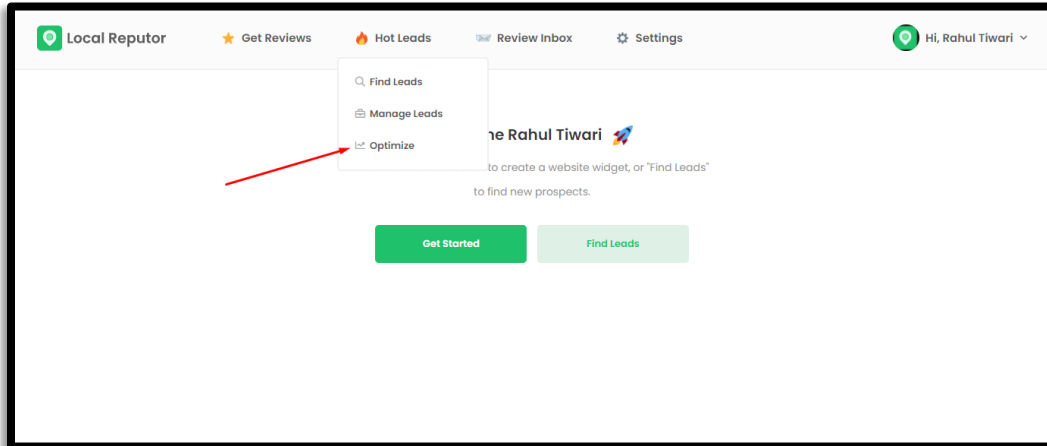 Local Reputor
Get Reviews
Hot Leads
Review Inbox
Settings
Hi, Rahul Tiwari
Find Leads
Manage Leads
Optimize
Rahul Tiwari
to create a website widget, or "Find Leads"
to find new prospects.
Get Started
Find Leads